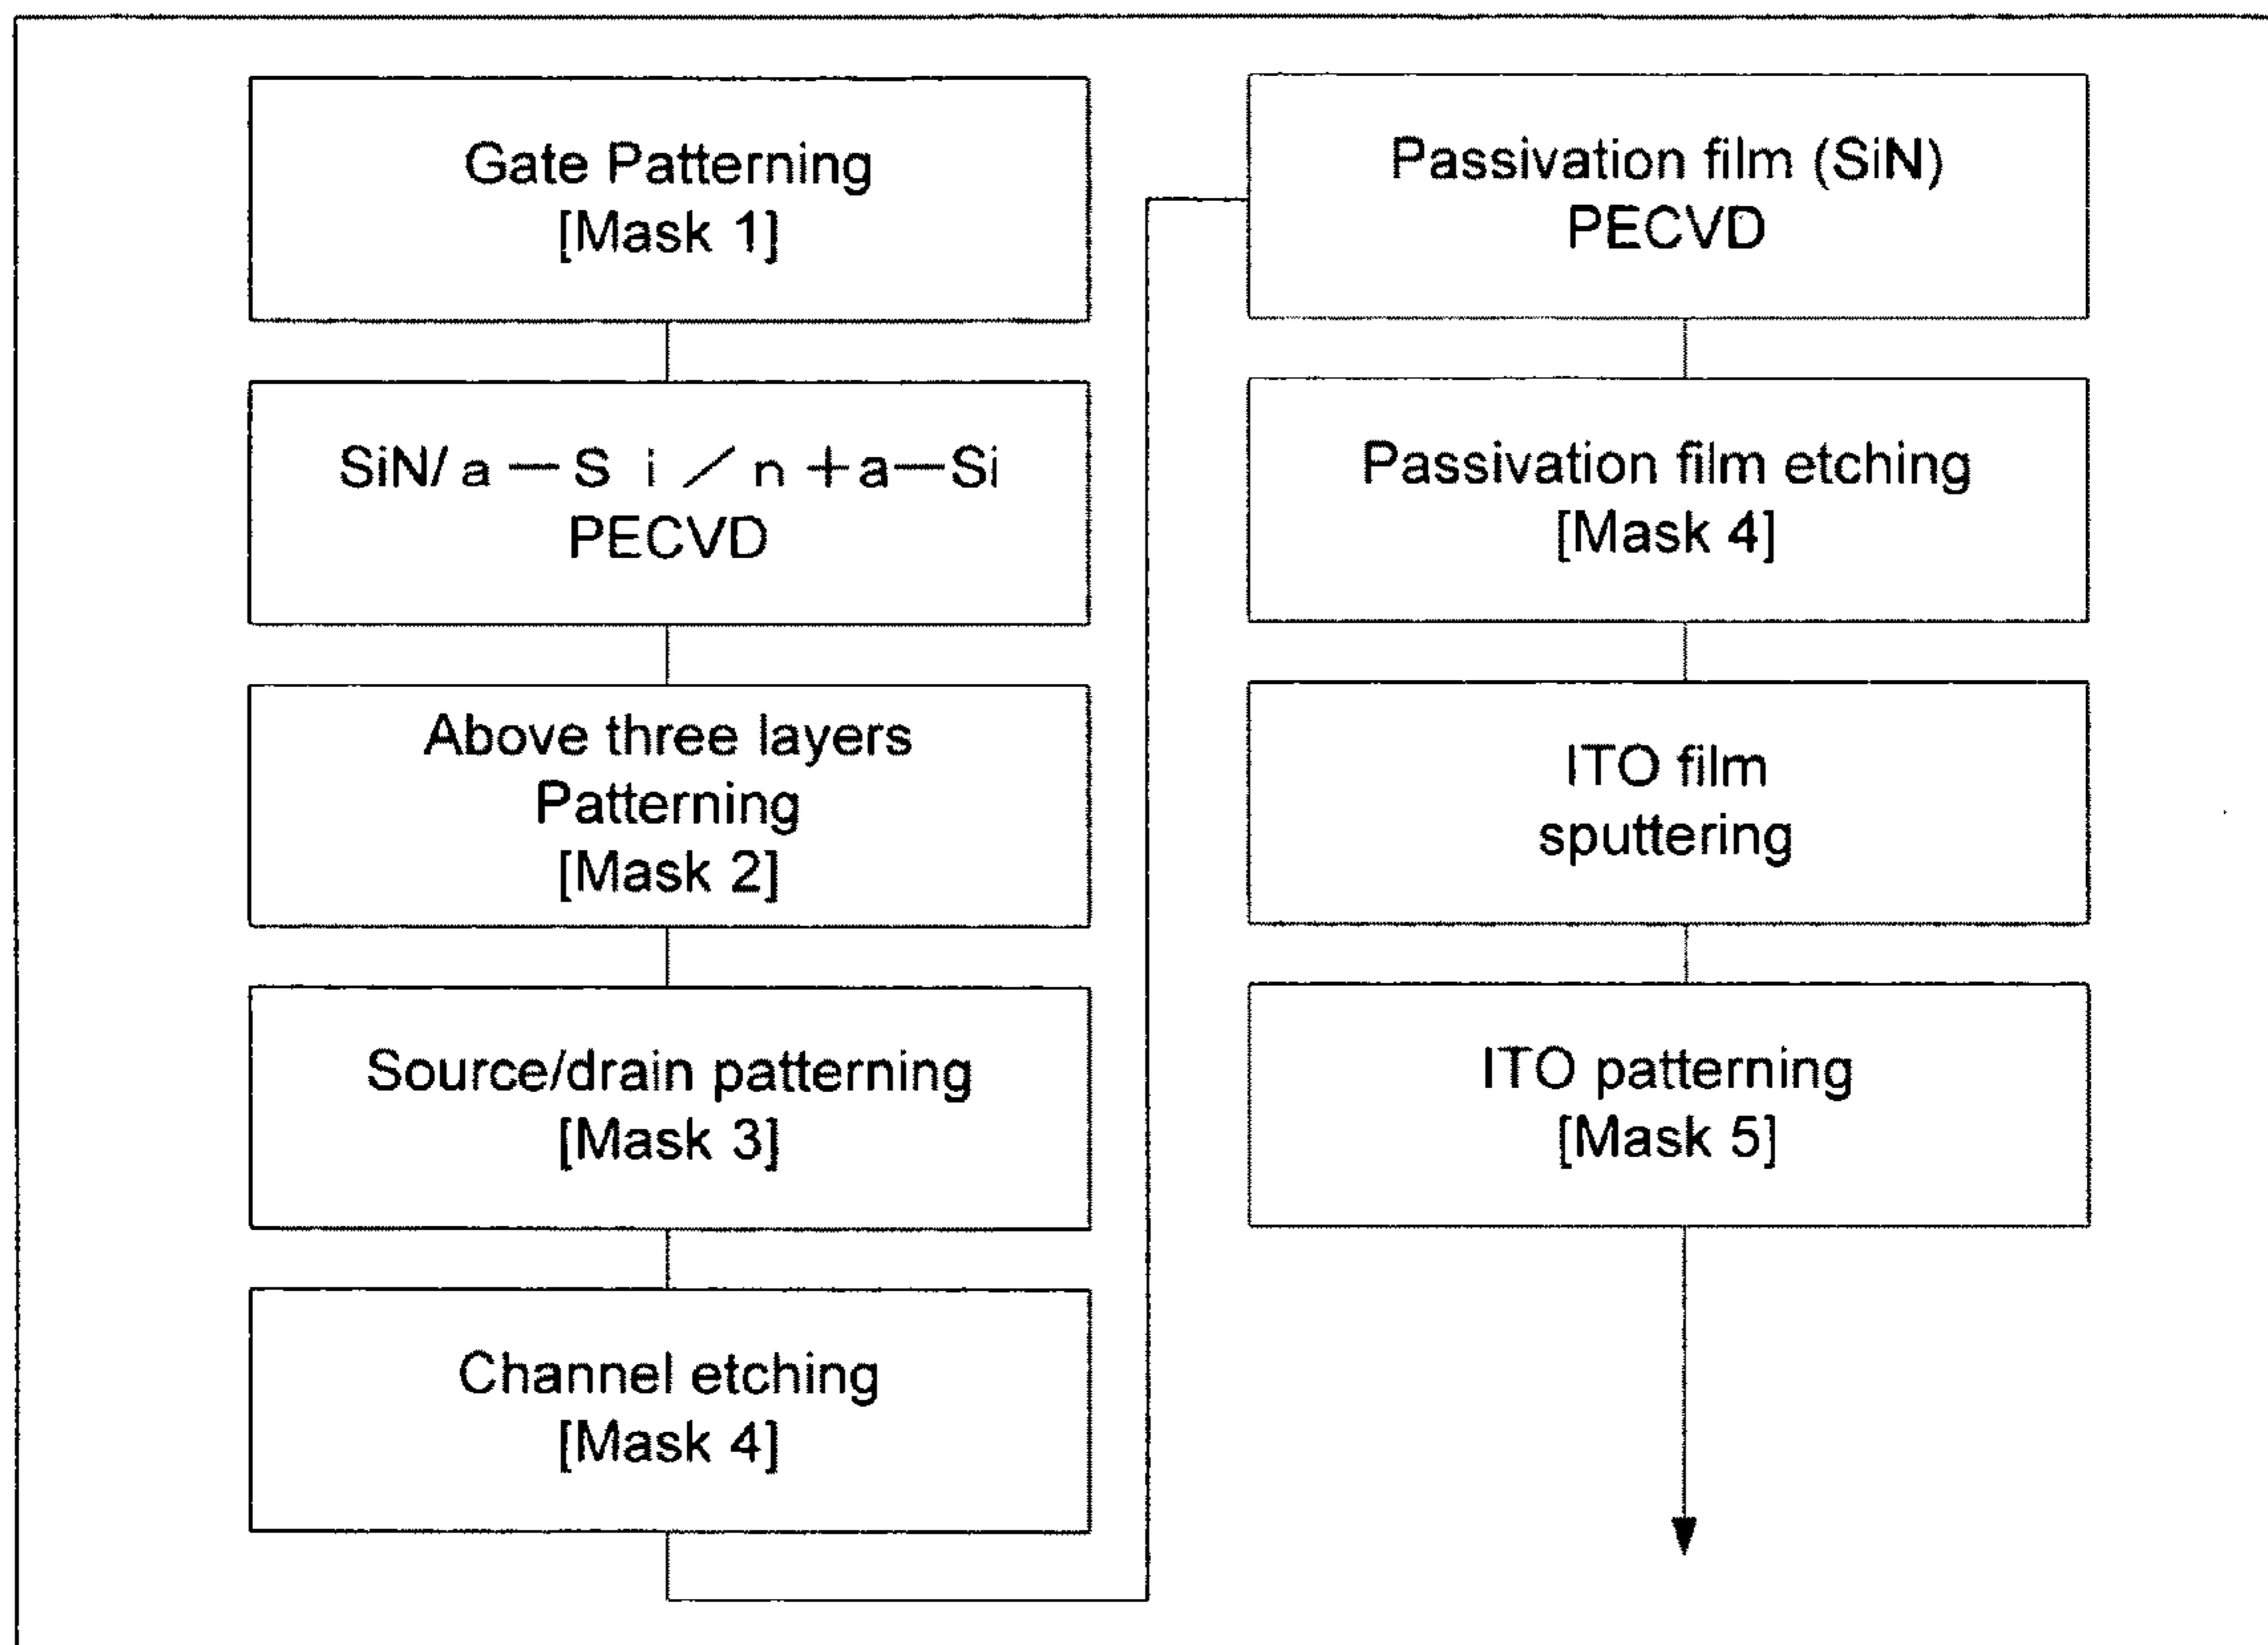 Gate Patterning
[Mask 1]
SiN/ a － S i ／ n ＋a－Si
PECVD
Above three layers
Patterning
[Mask 2]
Source/drain patterning
[Mask 3]
Channel etching
[Mask 4]
Passivation film (SiN)
PECVD
Passivation film etching
[Mask 4]
ITO film
sputtering
ITO patterning
[Mask 5]